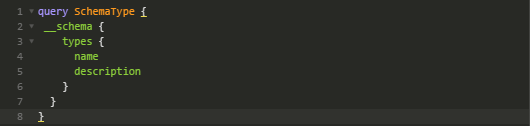 1 query SchemaType {
2 __schema {
3 types {
4 name
5 description
6 }
7 }
8 }